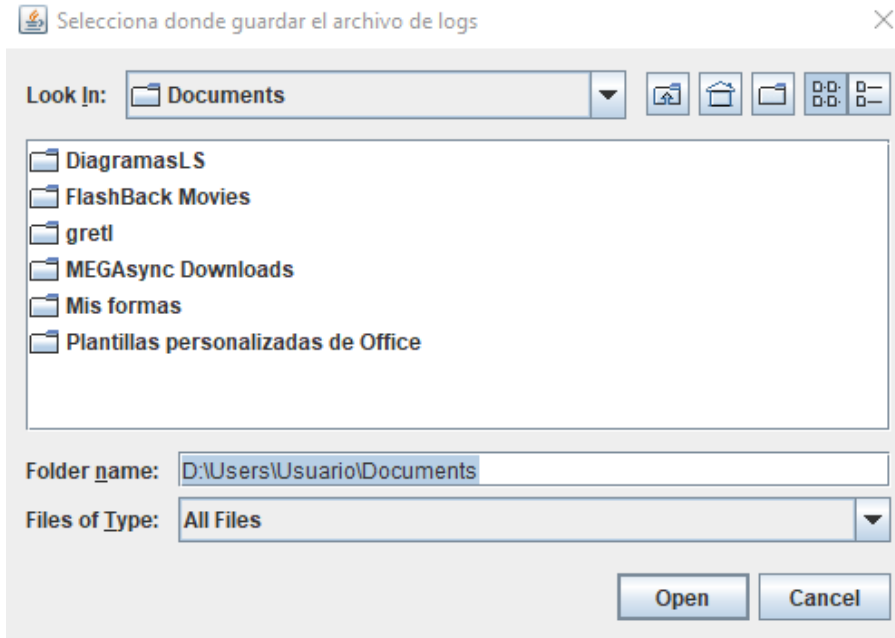 Selecciona donde guardar el archivo de logs
Look In: Documents
DiagramasLS
FlashBack Movies
gretl
MEGAsync Downloads
Mis formas
Plantillas personalizadas de Office
Folder name: D:\Users\Usuario\Documents
Files of Type: All Files
Open Cancel